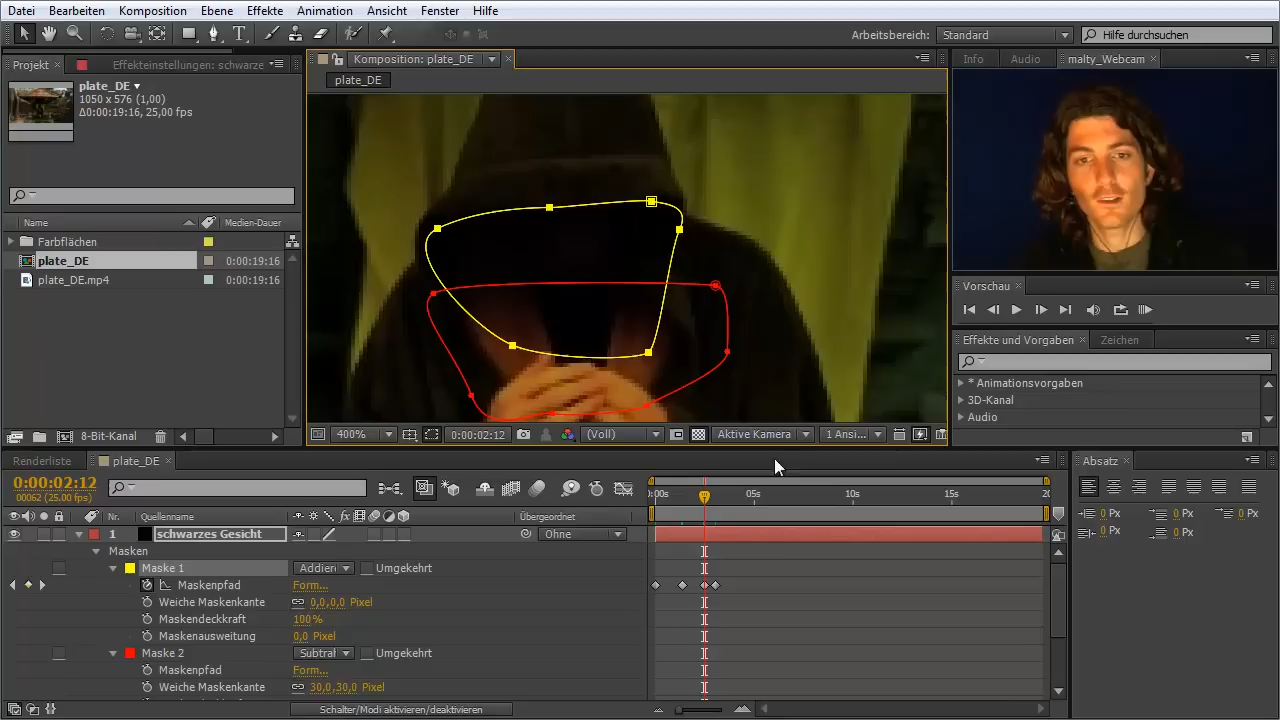 Datei Bearbeiten Komposition Ebene Effekte Animation Ansicht Fenster Hilfe
Arbeitsbereich: Standard Hilfe durchsuchen
Projekt Effekteinstellungen: schwarze
Komposition: plate_DE
Info Audio malty_Webcam
plate_DE
plate_DE
1050 x 576 (1,00)
Δ0:00:19:16, 25,00 fps
Name Medien-Dauer
Farbflächen
plate_DE 0:00:19:16
plate_DE.mp4 0:00:19:16
Vorschau
Effekte und Vorgaben Zeichen
* Animationsvorgaben
3D-Kanal
Audio
8-Bit-Kanal
400% 0:00:02:12 (Voll) Aktive Kamera 1 Ansi...
Renderliste plate_DE
Absatz
0:00:02:12
00062 (25.00 fps)
0:00s 05s 10s 15s 20
Nr. Quellenname Übergeordnet
1 schwarzes Gesicht Ohne
Masken
Maske 1 Addiere Umgekehrt
Maskenpfad Form...
Weiche Maskenkante 0,0,0,0 Pixel
Maskendeckkraft 100%
Maskenausweitung 0,0 Pixel
Maske 2 Subtral Umgekehrt
Maskenpfad Form...
Weiche Maskenkante 30,0,30,0 Pixel
Schalter/Modi aktivieren/deaktivieren
0 Px 0 Px 0 Px
0 Px 0 Px